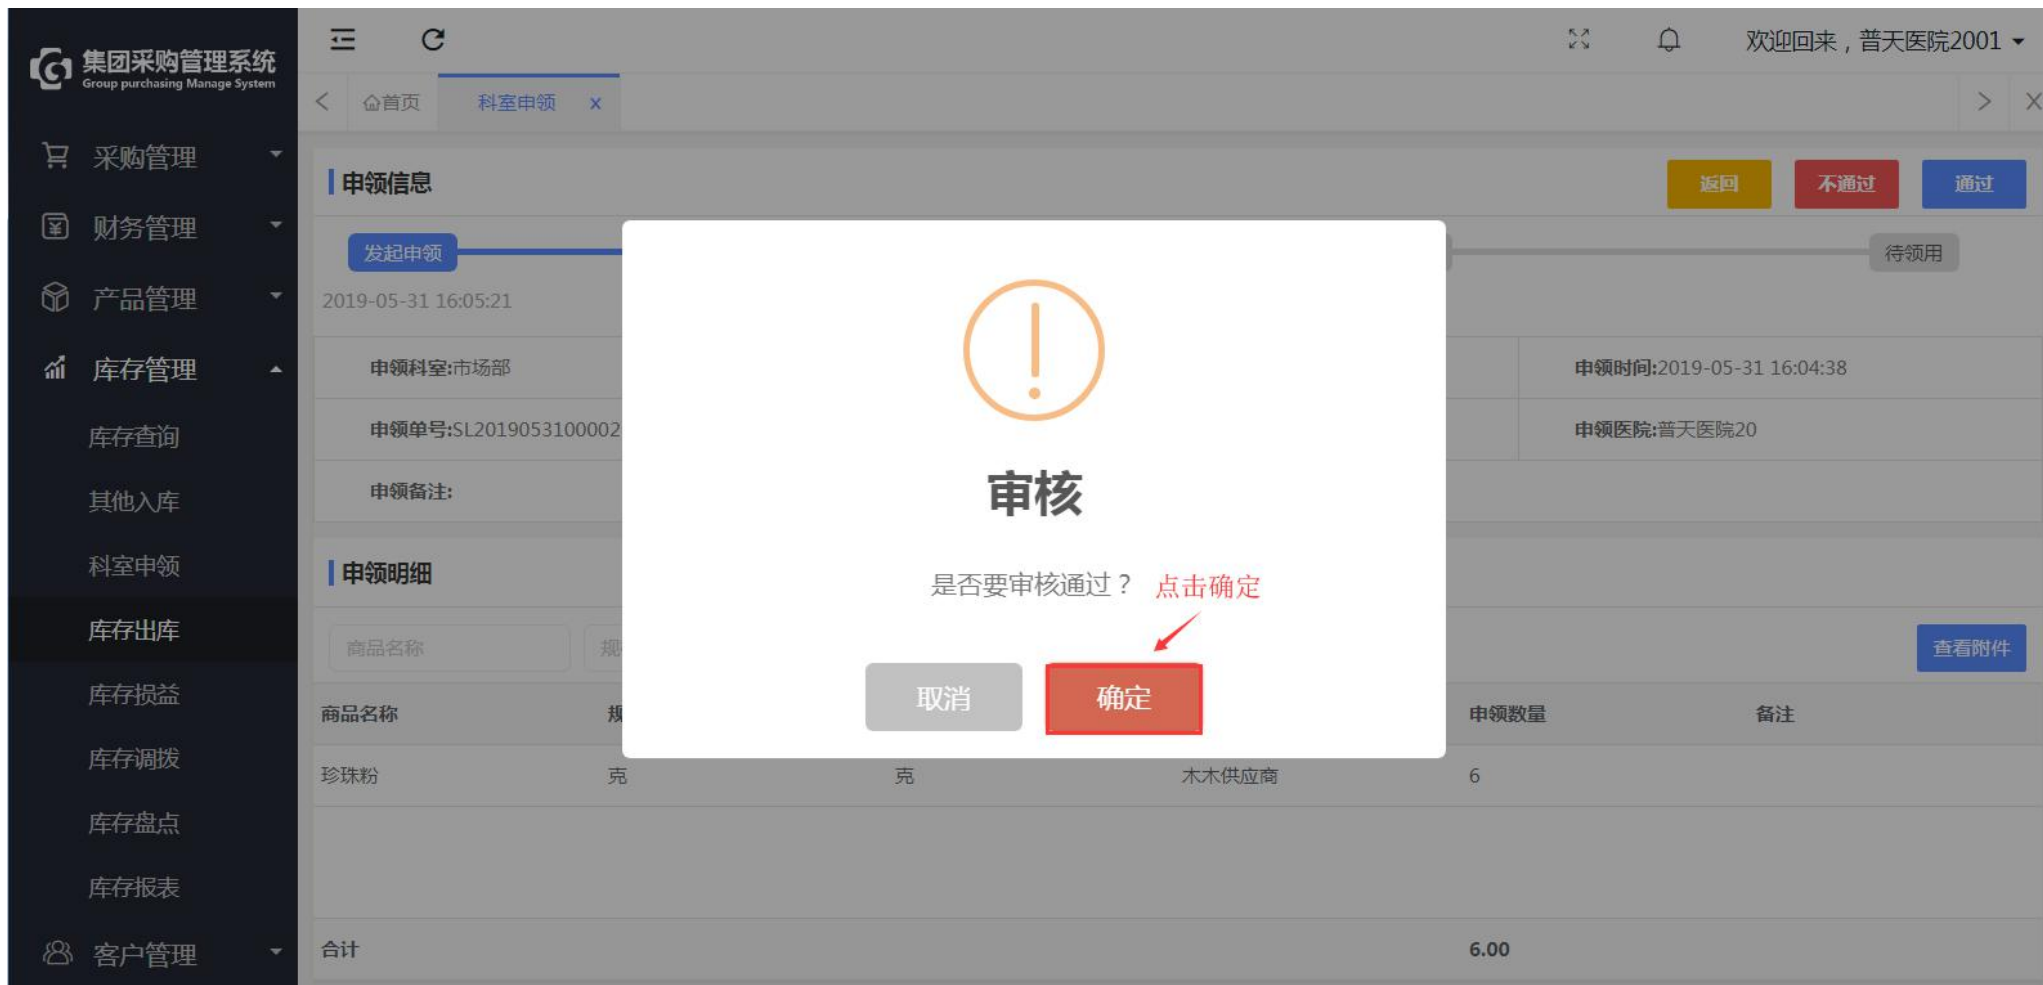 集团采购管理系统
Group purchasing Manage System
欢迎回来，普天医院2001
首页
科室申领 x
采购管理
财务管理
产品管理
库存管理
库存查询
其他入库
科室申领
库存出库
库存损益
库存调拨
库存盘点
库存报表
客户管理
申领信息
返回
不通过
通过
发起申领
待领用
2019-05-31 16:05:21
申领科室:市场部
申领时间:2019-05-31 16:04:38
申领单号:SL2019053100002
申领医院:普天医院20
申领备注:
审核
是否要审核通过？
点击确定
取消
确定
申领明细
商品名称
规
查看附件
商品名称 规 申领数量 备注
珍珠粉 克 克 木木供应商 6
合计 6.00